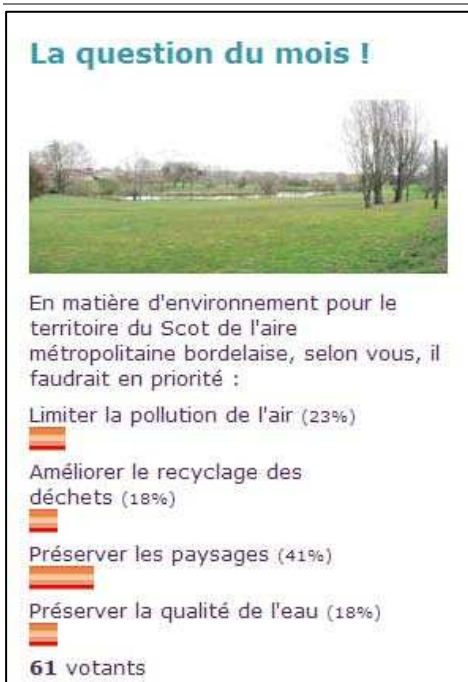 La question du mois !
En matière d'environnement pour le
territoire du Scot de l'aire
métropolitaine bordelaise, selon vous, il
faudrait en priorité :
Limiter la pollution de l'air (23%)
Améliorer le recyclage des
déchets (18%)
Préserver les paysages (41%)
Préserver la qualité de l'eau (18%)
61 votants